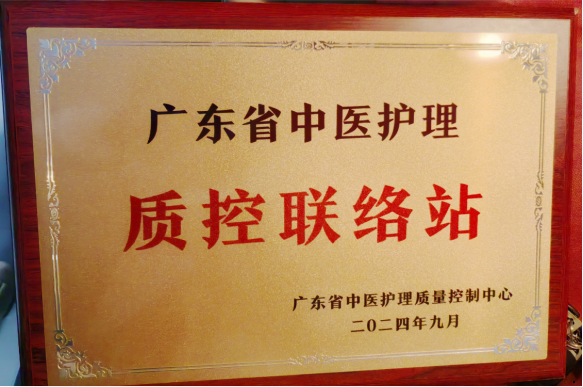 广东省中医护理
质控联络站
广东省中医护理质量控制中心
二〇二四年九月